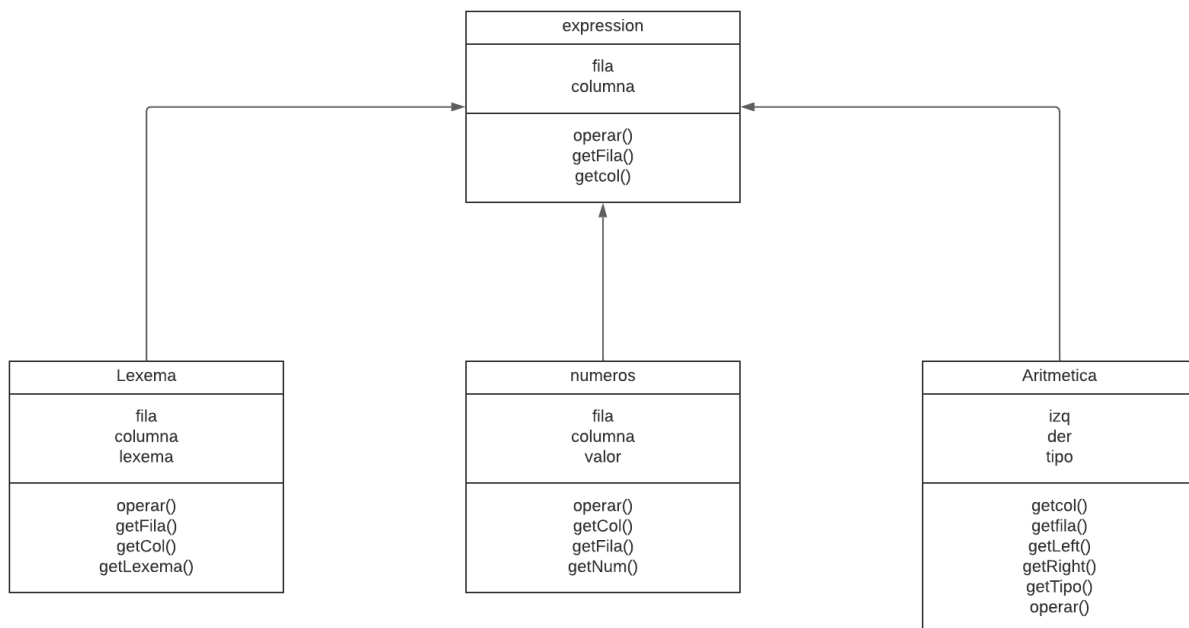 expression
fila
columna
operar()
getFila()
getcol()
Lexema
fila
columna
lexema
operar()
getFila()
getCol()
getLexema()
numeros
fila
columna
valor
operar()
getCol()
getFila()
getNum()
Aritmetica
izq
der
tipo
getcol()
getfila()
getLeft()
getRight()
getTipo()
operar()